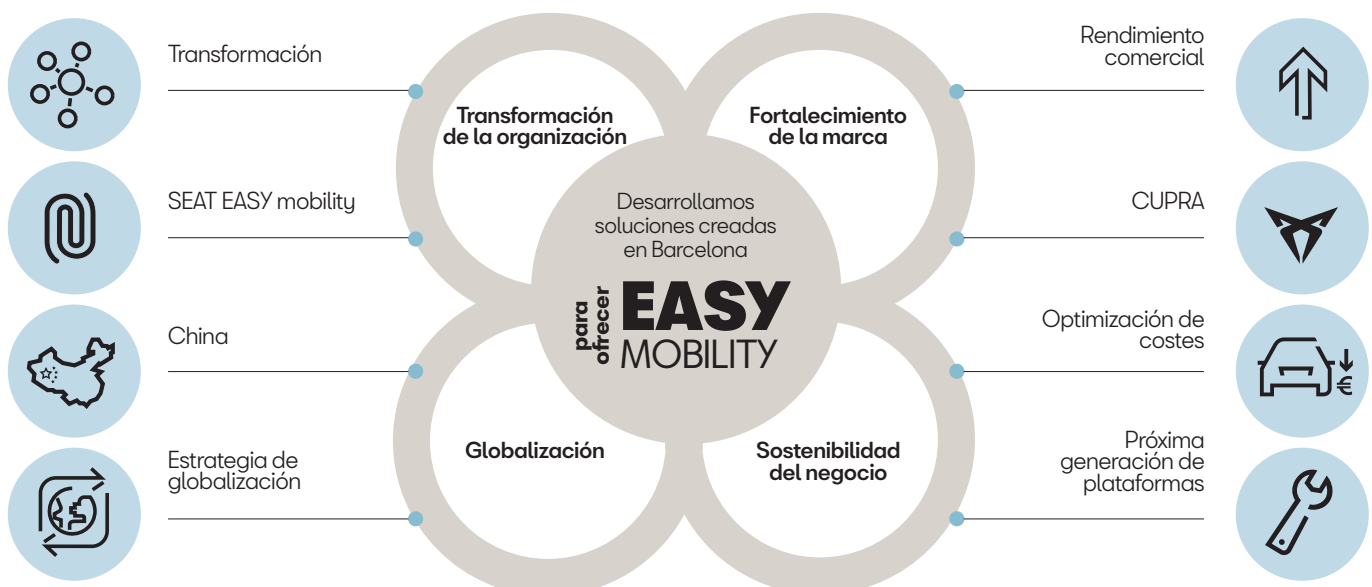 Transformación
SEAT EASY mobility
China
Estrategia de
globalización
Transformación
de la organización
Fortalecimiento
de la marca
Desarrollamos
soluciones creadas
en Barcelona
para
ofrecer
EASY
MOBILITY
Globalización
Sostenibilidad
del negocio
Rendimiento
comercial
CUPRA
Optimización de
costes
€
Próxima
generación de
plataformas